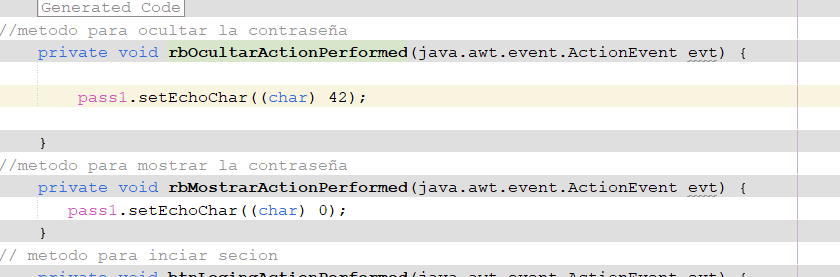 Generated Code
//metodo para ocultar la contraseña
private void rbOcultarActionPerformed(java.awt.event.ActionEvent evt) {
pass1.setEchoChar((char) 42);
}
//metodo para mostrar la contraseña
private void rbMostrarActionPerformed(java.awt.event.ActionEvent evt) {
pass1.setEchoChar((char) 0);
}
// metodo para inciar secion
private void btnLogingActionPerformed(java.awt.event.ActionEvent evt) {